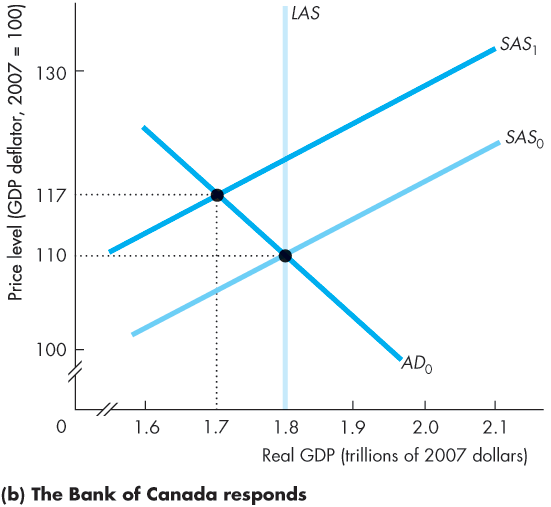 Price level (GDP deflator, 2007 = 100)
LAS
SAS1
130
SAS0
117
110
100
AD0
0
1.6 1.7 1.8 1.9 2.0 2.1
Real GDP (trillions of 2007 dollars)
(b) The Bank of Canada responds